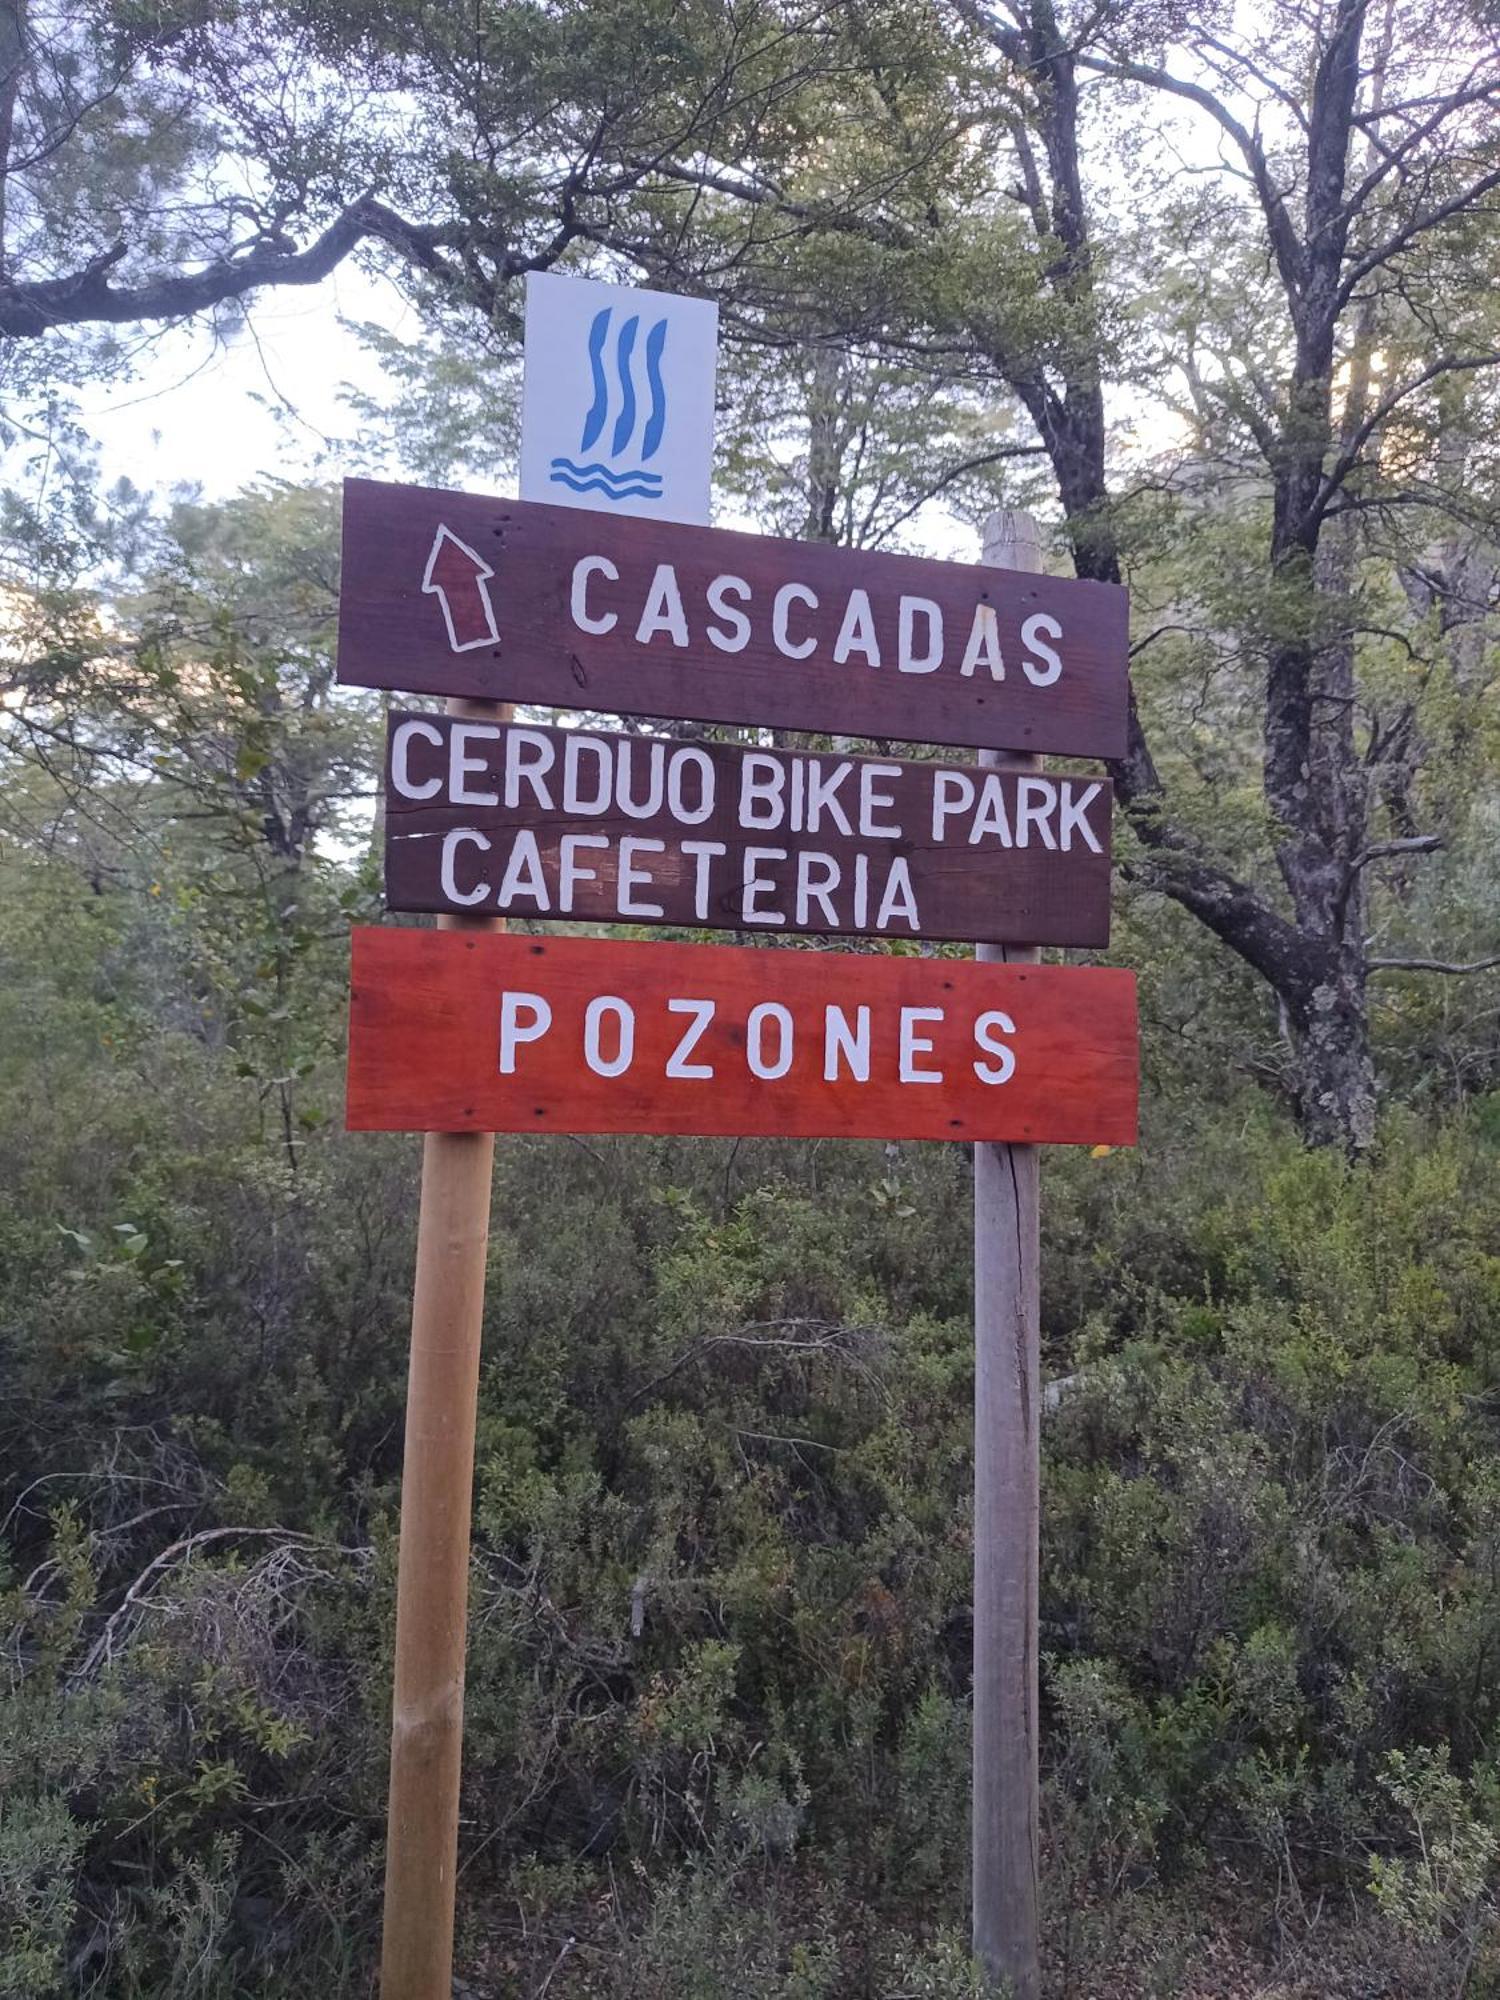 CASCADAS
CERDUO BIKE PARK
CAFETERIA
POZONES